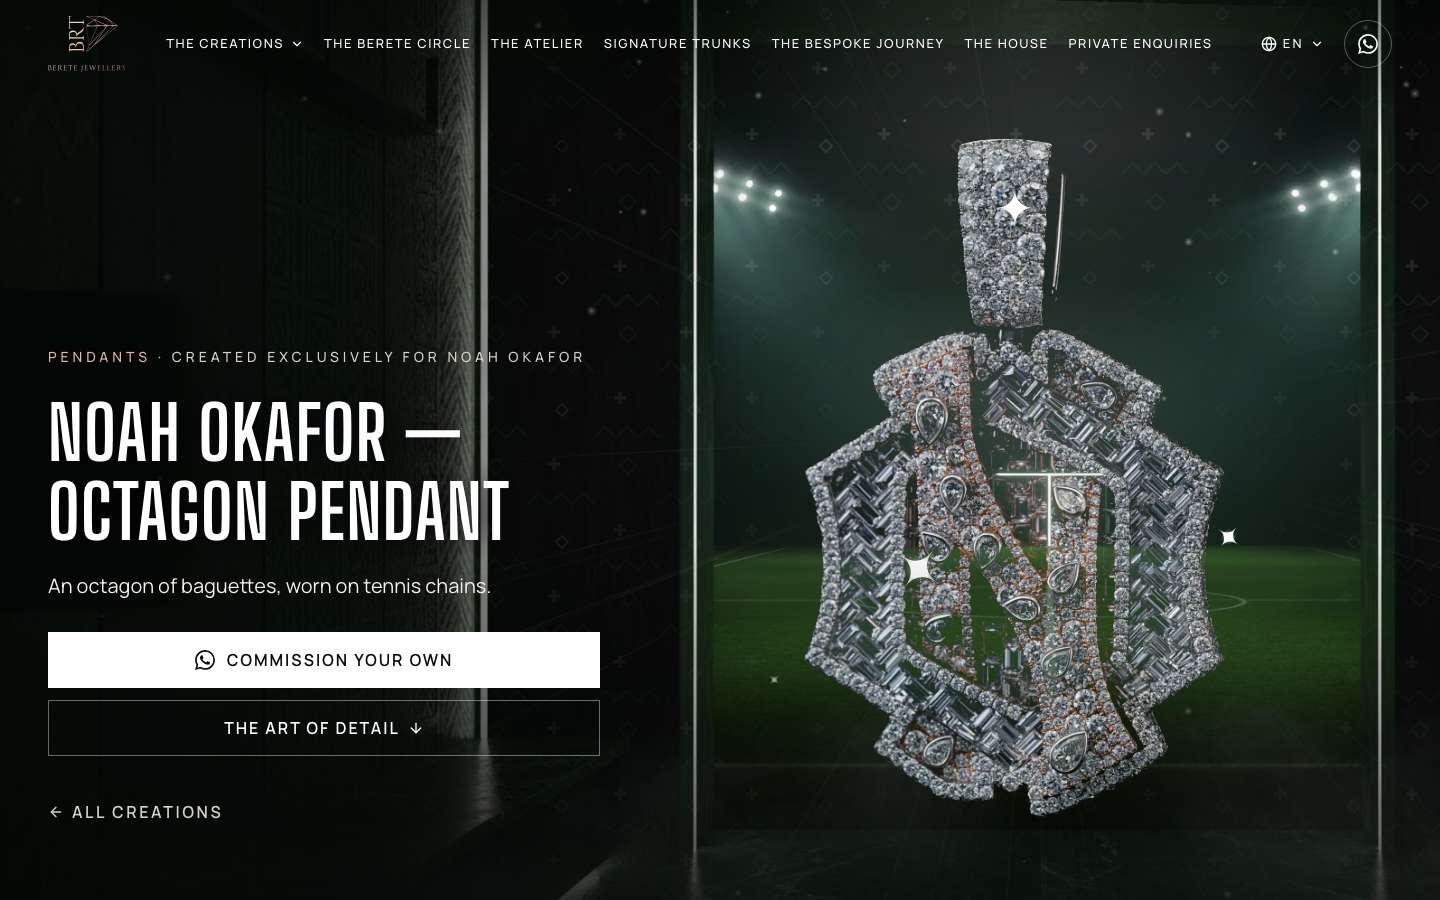 BRT
BERETE JEWELLERS
THE CREATIONS
THE BERETE CIRCLE
THE ATELIER
SIGNATURE TRUNKS
THE BESPOKE JOURNEY
THE HOUSE
PRIVATE ENQUIRIES
EN
PENDANTS · CREATED EXCLUSIVELY FOR NOAH OKAFOR
NOAH OKAFOR —
OCTAGON PENDANT
An octagon of baguettes, worn on tennis chains.
COMMISSION YOUR OWN
THE ART OF DETAIL ↓
← ALL CREATIONS